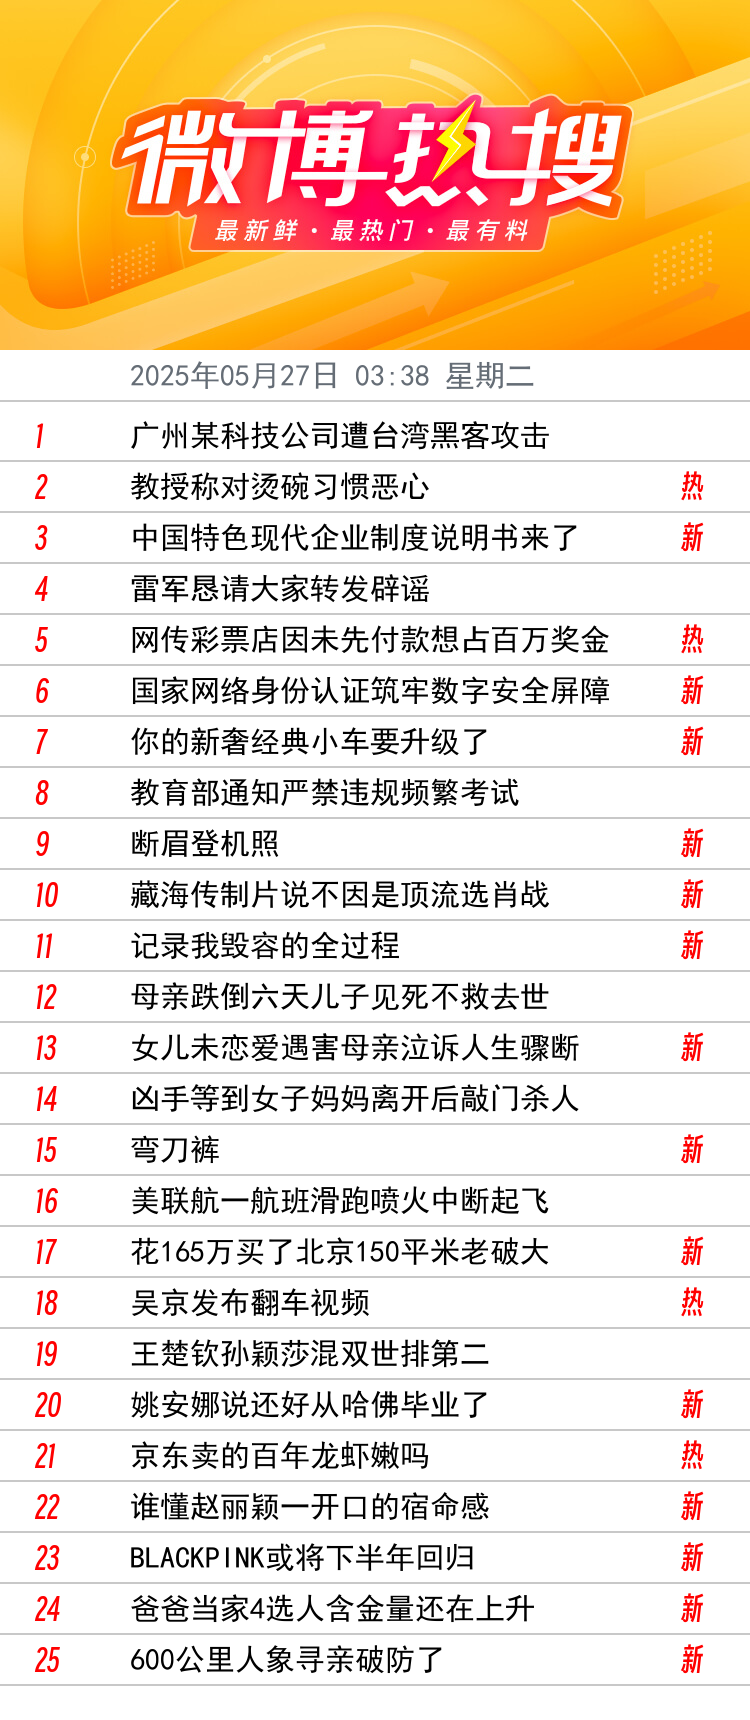 微博热搜
最新鲜·最热门·最有料
2025年05月27日 03:38 星期二
1 广州某科技公司遭台湾黑客攻击
2 教授称对烫碗习惯恶心 热
3 中国特色现代企业制度说明书来了 新
4 雷军恳请大家转发辟谣
5 网传彩票店因未先付款想占百万奖金 热
6 国家网络身份认证筑牢数字安全屏障 新
7 你的新奢经典小车要升级了 新
8 教育部通知严禁违规频繁考试
9 断眉登机照 新
10 藏海传制片说不因是顶流选肖战 新
11 记录我毁容的全过程 新
12 母亲跌倒六天儿子见死不救去世
13 女儿未恋爱遇害母亲泣诉人生骤断 新
14 凶手等到女子妈妈离开后敲门杀人
15 弯刀裤 新
16 美联航一航班滑跑喷火中断起飞
17 花165万买了北京150平米老破大 新
18 吴京发布翻车视频 热
19 王楚钦孙颖莎混双世排第二
20 姚安娜说还好从哈佛毕业了 新
21 京东卖的百年龙虾嫩吗 热
22 谁懂赵丽颖一开口的宿命感 新
23 BLACKPINK或将下半年回归 新
24 爸爸当家4选人含金量还在上升 新
25 600公里人象寻亲破防了 新